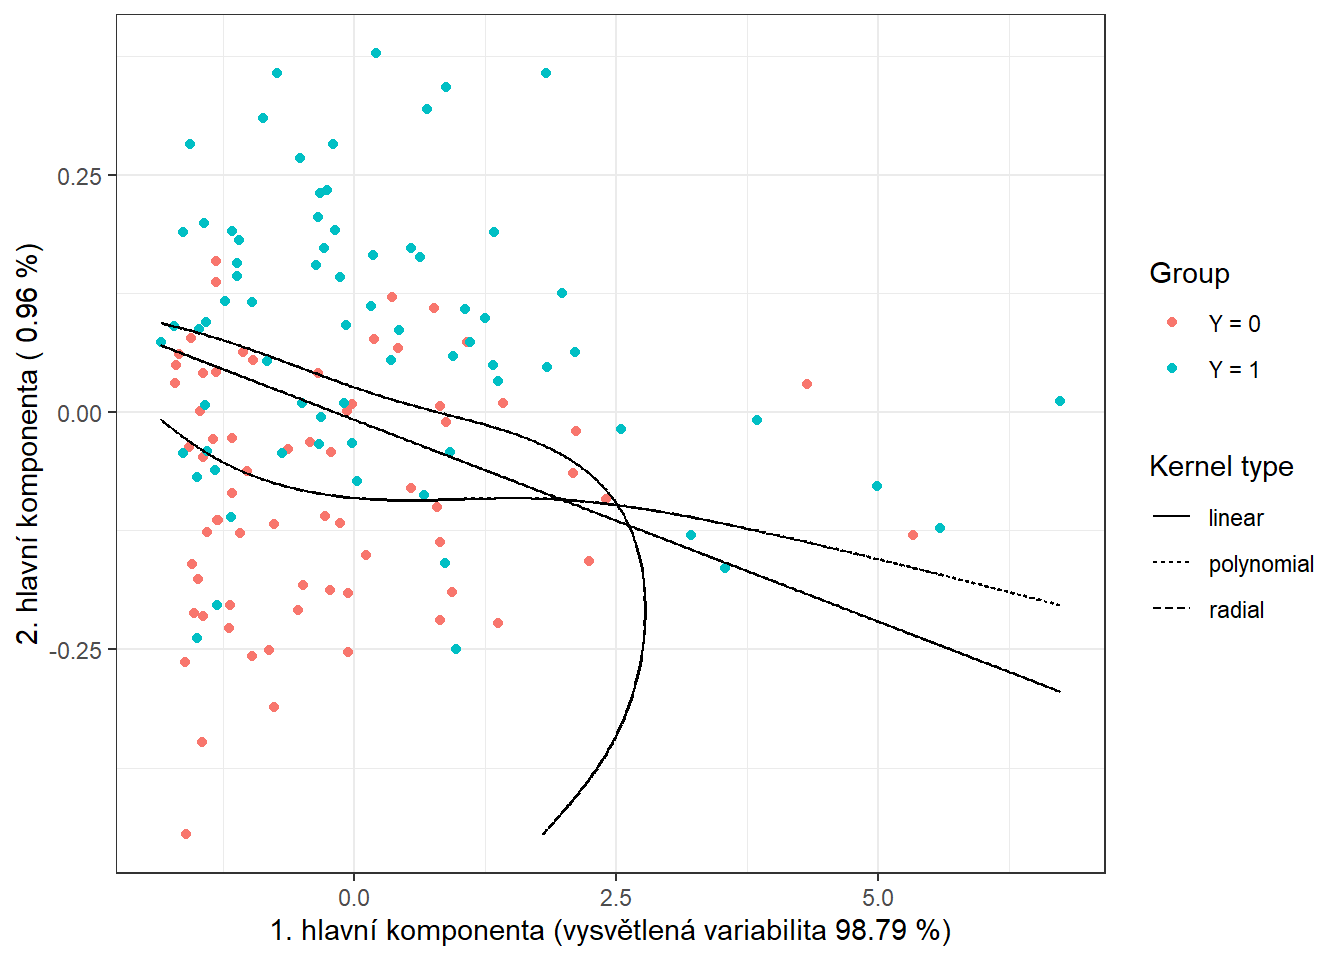 2. hlavní komponenta ( 0.96 %)
0.25
0.00
-0.25
0.0
2.5
5.0
1. hlavní komponenta (vysvětlená variabilita 98.79 %)
Group
Y = 0
Y = 1
Kernel type
linear
polynomial
radial